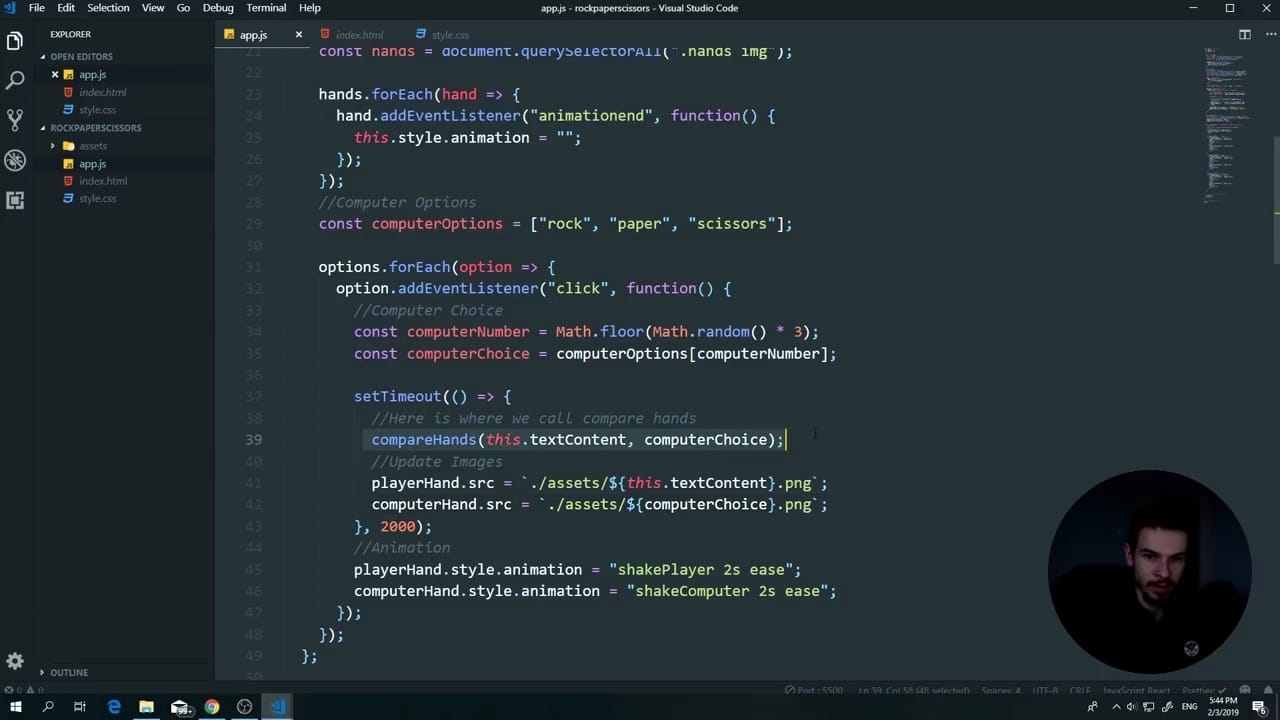 File Edit Selection View Go Debug Terminal Help
app.js - rockpaperscissors - Visual Studio Code
EXPLORER
app.js
index.html
style.css
OPEN EDITORS
app.js
index.html
style.css
ROCKPAPERSCISSORS
assets
app.js
index.html
style.css
OUTLINE
21 const hands = document.querySelectorAll(".hands img");
22
23 hands.forEach(hand => {
24 hand.addEventListener("animationend", function() {
25 this.style.animation = "";
26 });
27 });
28 //Computer Options
29 const computerOptions = ["rock", "paper", "scissors"];
30
31 options.forEach(option => {
32 option.addEventListener("click", function() {
33 //Computer Choice
34 const computerNumber = Math.floor(Math.random() * 3);
35 const computerChoice = computerOptions[computerNumber];
36
37 setTimeout(() => {
38 //Here is where we call compare hands
39 compareHands(this.textContent, computerChoice);
40 //Update Images
41 playerHand.src = `./assets/${this.textContent}.png`;
42 computerHand.src = `./assets/${computerChoice}.png`;
43 }, 2000);
44 //Animation
45 playerHand.style.animation = "shakePlayer 2s ease";
46 computerHand.style.animation = "shakeComputer 2s ease";
47 });
48 });
49 };
50
0 0 Port : 5500 Ln 39, Col 58 (48 selected) Spaces: 4 UTF-8 CRLF JavaScript React Prettier: ✓
99+ ENG 5:44 PM
2/3/2019 6